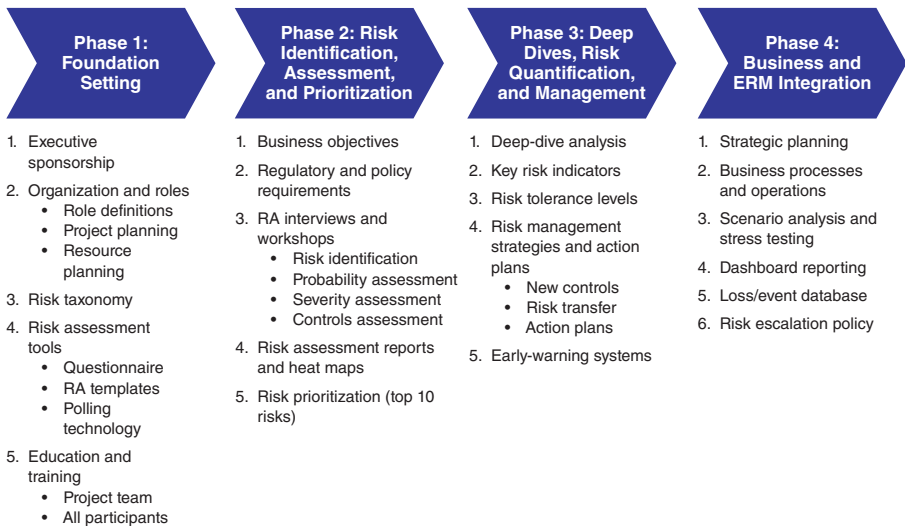 Phase 1:
Foundation
Setting
1. Executive
sponsorship
2. Organization and roles
• Role definitions
• Project planning
• Resource
planning
3. Risk taxonomy
4. Risk assessment
tools
• Questionnaire
• RA templates
• Polling
technology
5. Education and
training
• Project team
• All participants
Phase 2: Risk
Identification,
Assessment,
and Prioritization
1. Business objectives
2. Regulatory and policy
requirements
3. RA interviews and
workshops
• Risk identification
• Probability assessment
• Severity assessment
• Controls assessment
4. Risk assessment reports
and heat maps
5. Risk prioritization (top 10
risks)
Phase 3: Deep
Dives, Risk
Quantification,
and Management
1. Deep-dive analysis
2. Key risk indicators
3. Risk tolerance levels
4. Risk management
strategies and action
plans
• New controls
• Risk transfer
• Action plans
5. Early-warning systems
Phase 4:
Business and
ERM Integration
1. Strategic planning
2. Business processes
and operations
3. Scenario analysis and
stress testing
4. Dashboard reporting
5. Loss/event database
6. Risk escalation policy